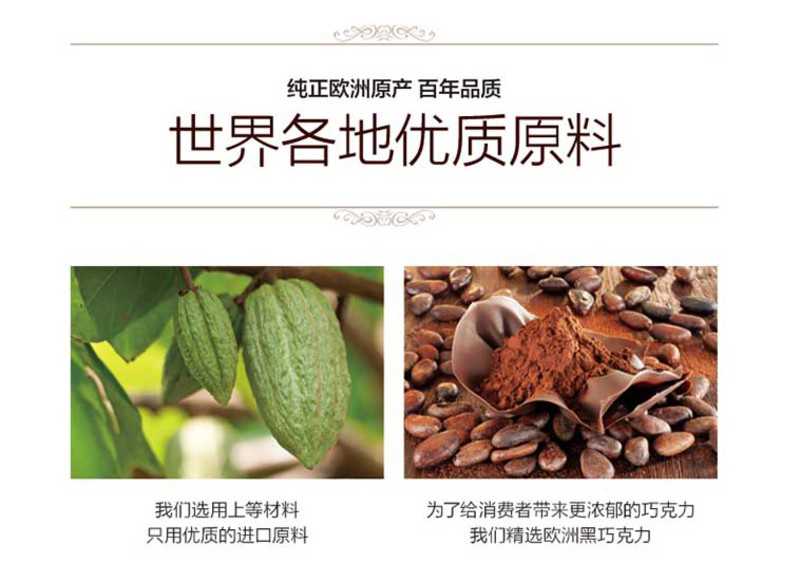 纯正欧洲原产 百年品质
世界各地优质原料
我们选用上等材料
只用优质的进口原料
为了给消费者带来更浓郁的巧克力
我们精选欧洲黑巧克力